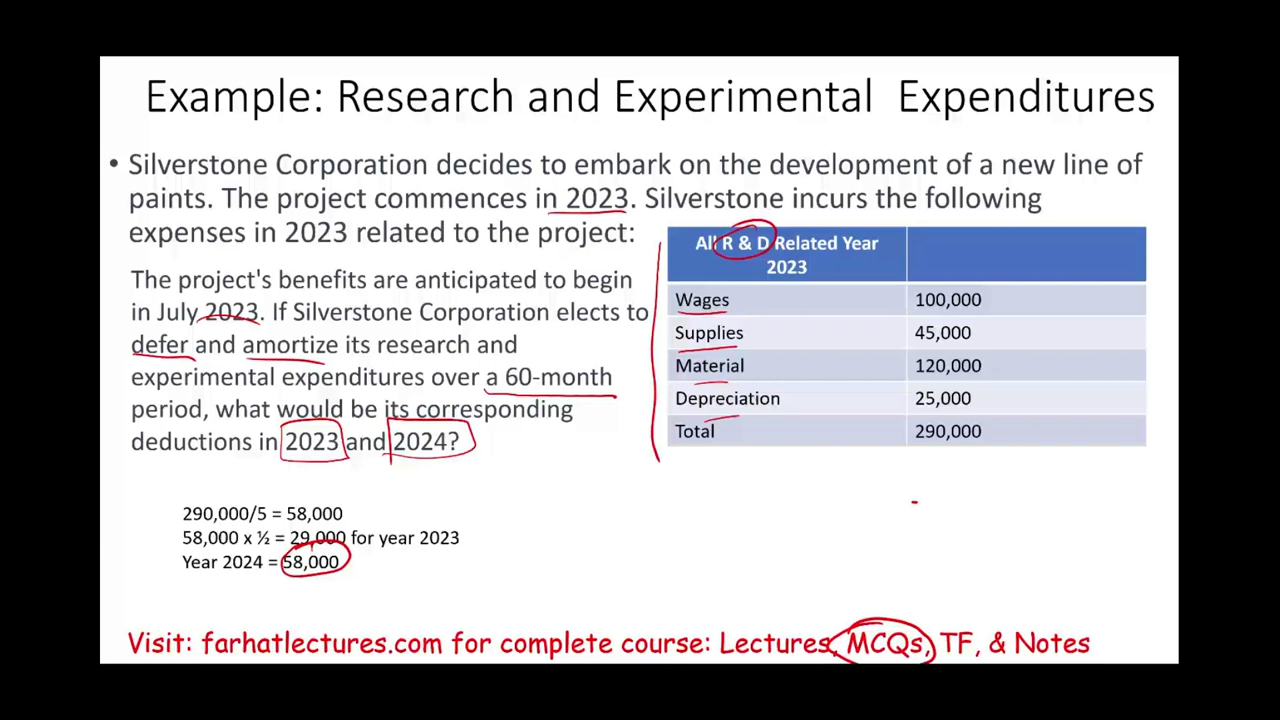 Example: Research and Experimental Expenditures
• Silverstone Corporation decides to embark on the development of a new line of
paints. The project commences in 2023. Silverstone incurs the following
expenses in 2023 related to the project:
The project's benefits are anticipated to begin
in July 2023. If Silverstone Corporation elects to
defer and amortize its research and
experimental expenditures over a 60-month
period, what would be its corresponding
deductions in 2023 and 2024?
All R & D Related Year
2023
Wages 100,000
Supplies 45,000
Material 120,000
Depreciation 25,000
Total 290,000
290,000/5 = 58,000
58,000 x ½ = 29,000 for year 2023
Year 2024 = 58,000
Visit: farhatlectures.com for complete course: Lectures, MCQs, TF, & Notes